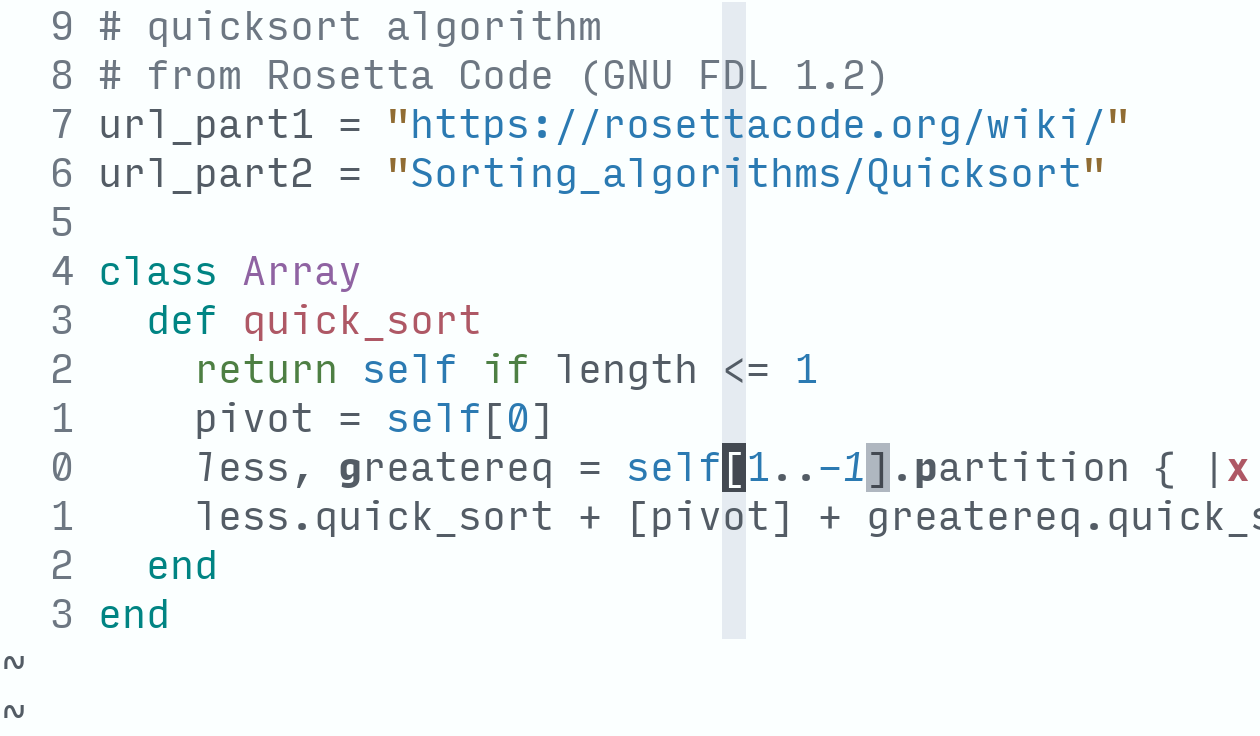 9 # quicksort algorithm
8 # from Rosetta Code (GNU FDL 1.2)
7 url_part1 = "https://rosettacode.org/wiki/"
6 url_part2 = "Sorting_algorithms/Quicksort"
5
4 class Array
3   def quick_sort
2     return self if length <= 1
1     pivot = self[0]
0     less, greatereq = self[1..-1].partition { |x
1     less.quick_sort + [pivot] + greatereq.quick_s
2   end
3 end
~
~